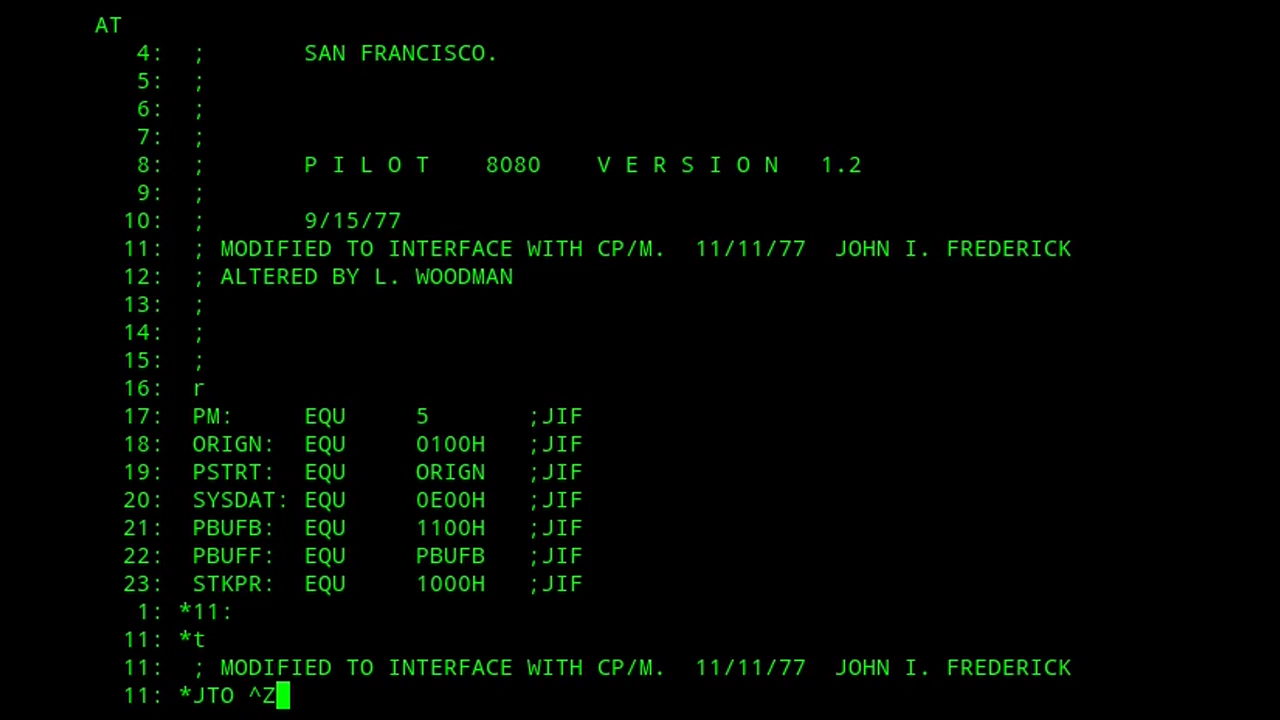 AT
4: ; SAN FRANCISCO.
5: ;
6: ;
7: ;
8: ; P I L O T 8080 V E R S I O N 1.2
9: ;
10: ; 9/15/77
11: ; MODIFIED TO INTERFACE WITH CP/M. 11/11/77 JOHN I. FREDERICK
12: ; ALTERED BY L. WOODMAN
13: ;
14: ;
15: ;
16: r
17: PM: EQU 5 ;JIF
18: ORIGN: EQU 0100H ;JIF
19: PSTRT: EQU ORIGN ;JIF
20: SYSDAT: EQU 0E00H ;JIF
21: PBUFB: EQU 1100H ;JIF
22: PBUFF: EQU PBUFB ;JIF
23: STKPR: EQU 1000H ;JIF
1: *11:
11: *t
11: ; MODIFIED TO INTERFACE WITH CP/M. 11/11/77 JOHN I. FREDERICK
11: *JTO ^Z